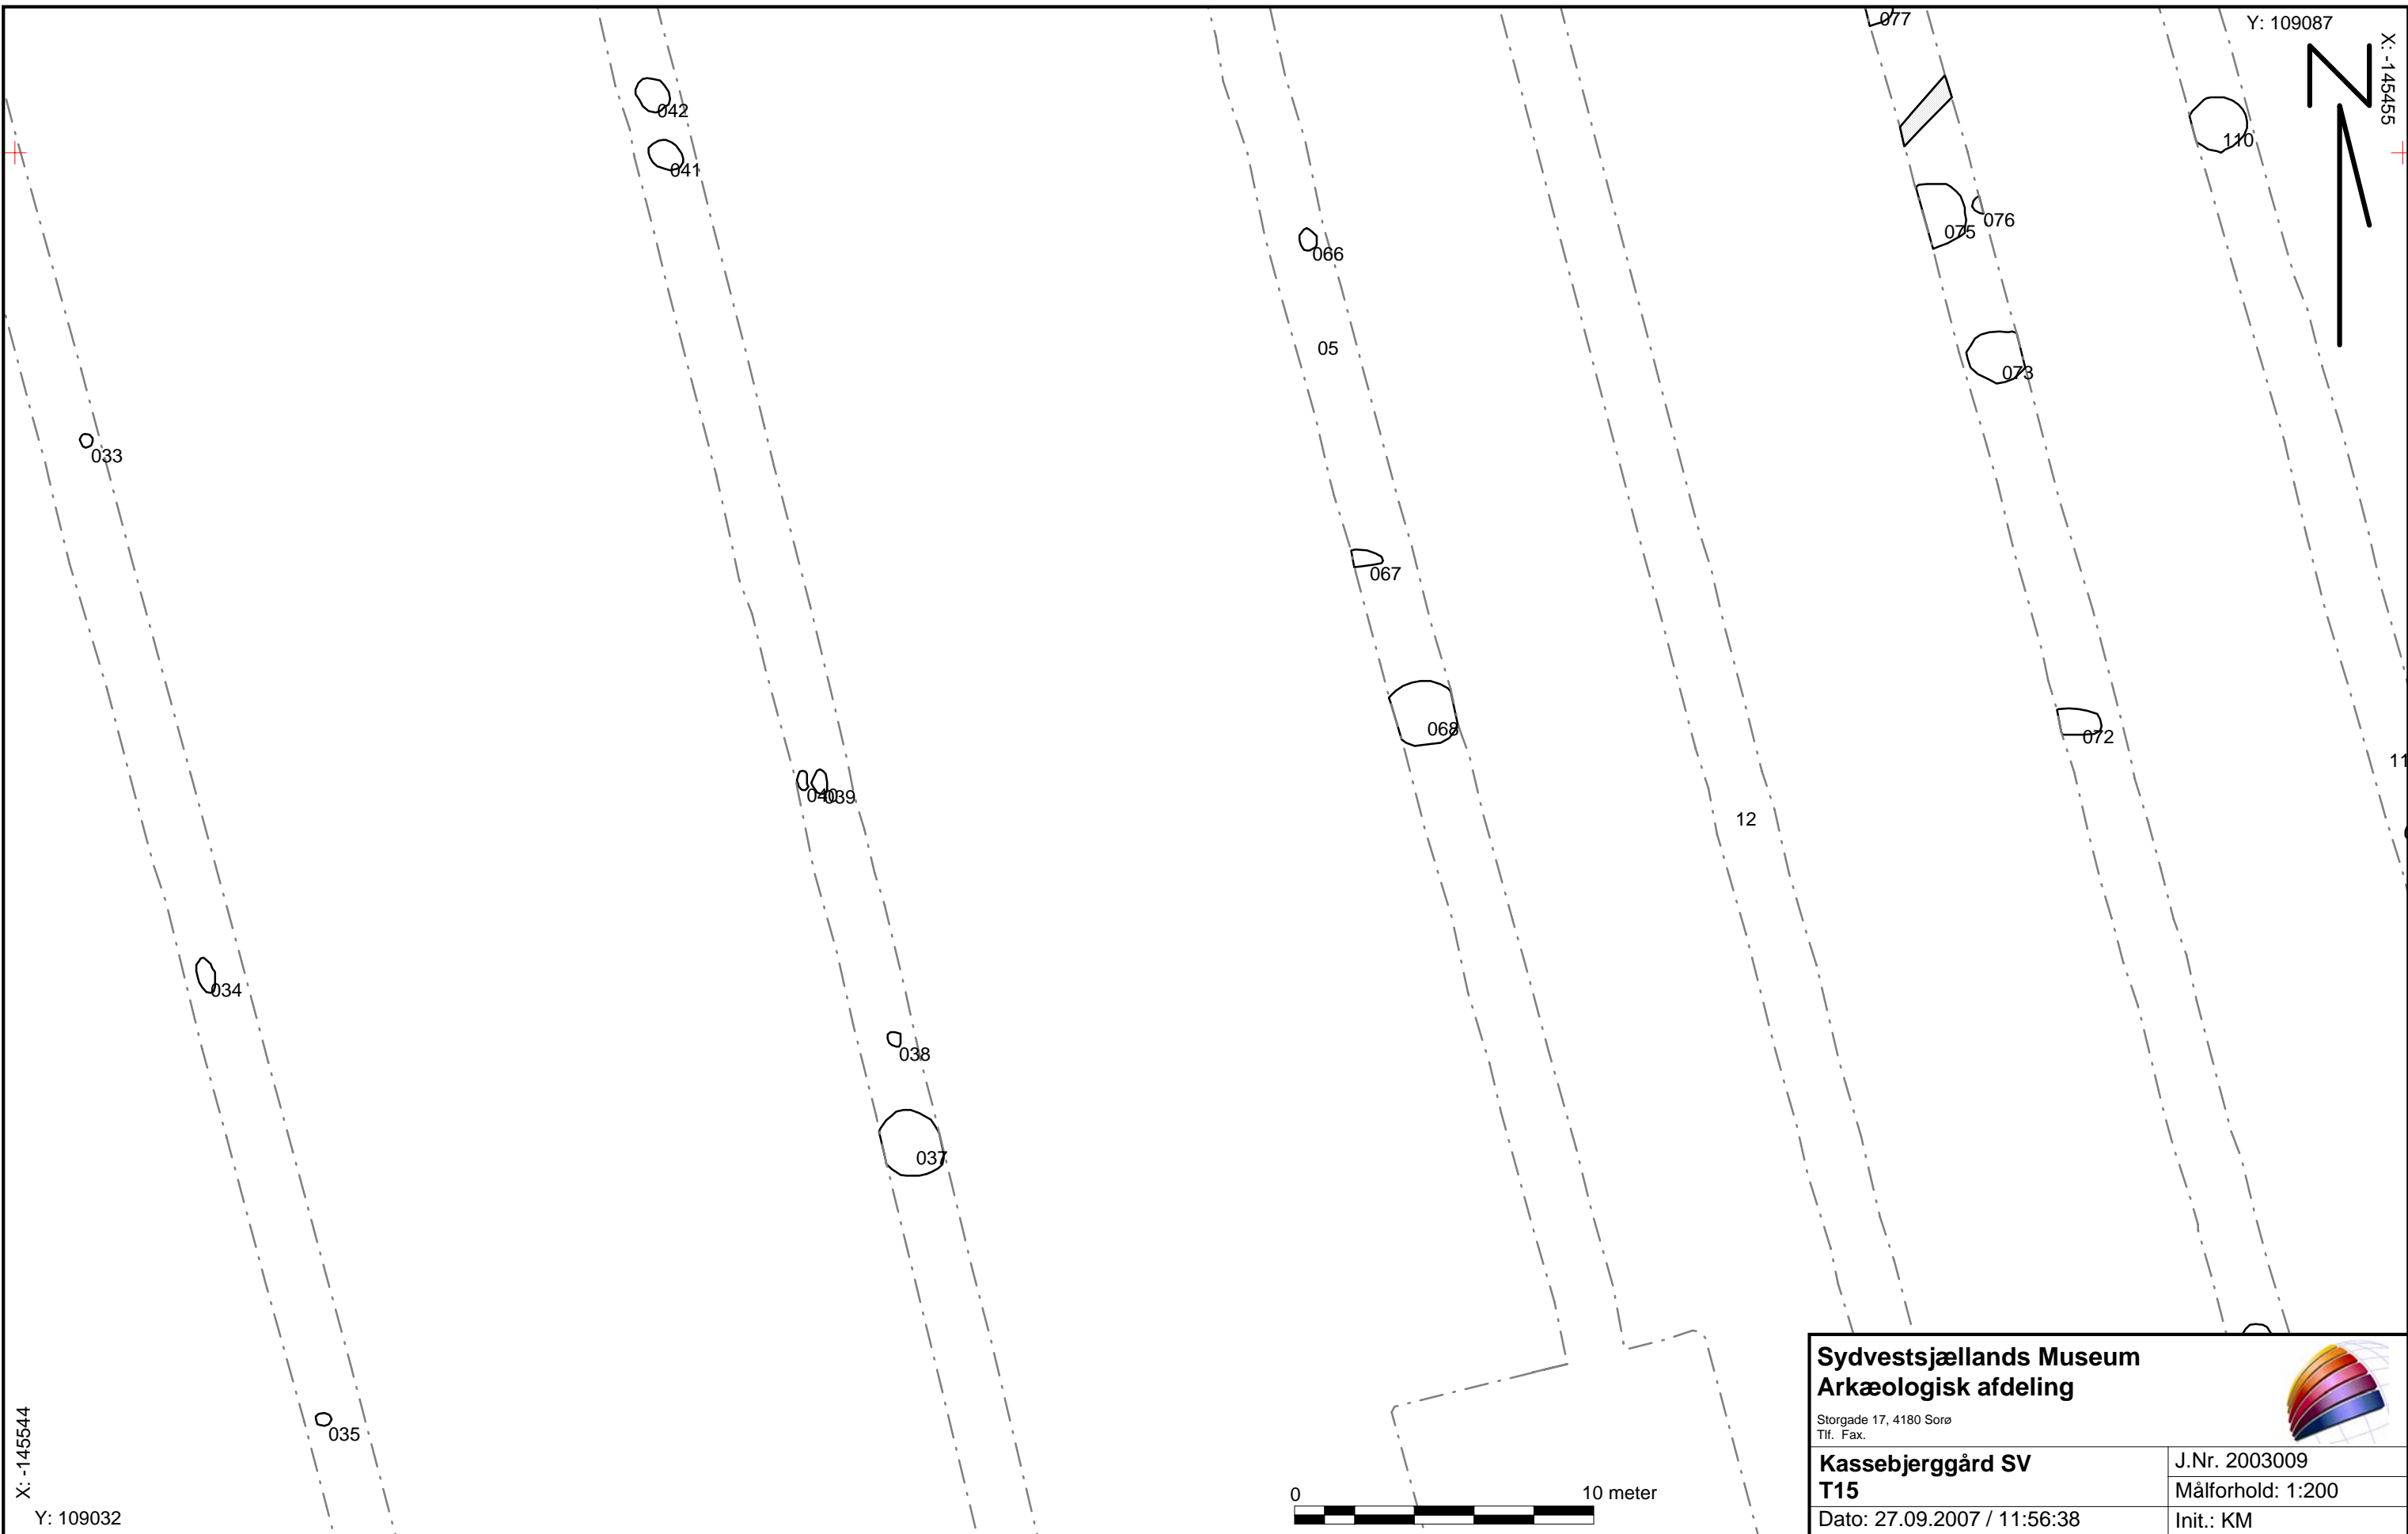 077
Y: 109087
X: -145455
042
110
041
076
075
066
05
073
033
067
068
072
11
040
039
12
034
038
037
035
X: -145544
Y: 109032
0
10 meter
Sydvestsjællands Museum
Arkæologisk afdeling
Storgade 17, 4180 Sorø
Tlf. Fax.
Kassebjerggård SV
T15
J.Nr. 2003009
Målforhold: 1:200
Dato: 27.09.2007 / 11:56:38
Init.: KM